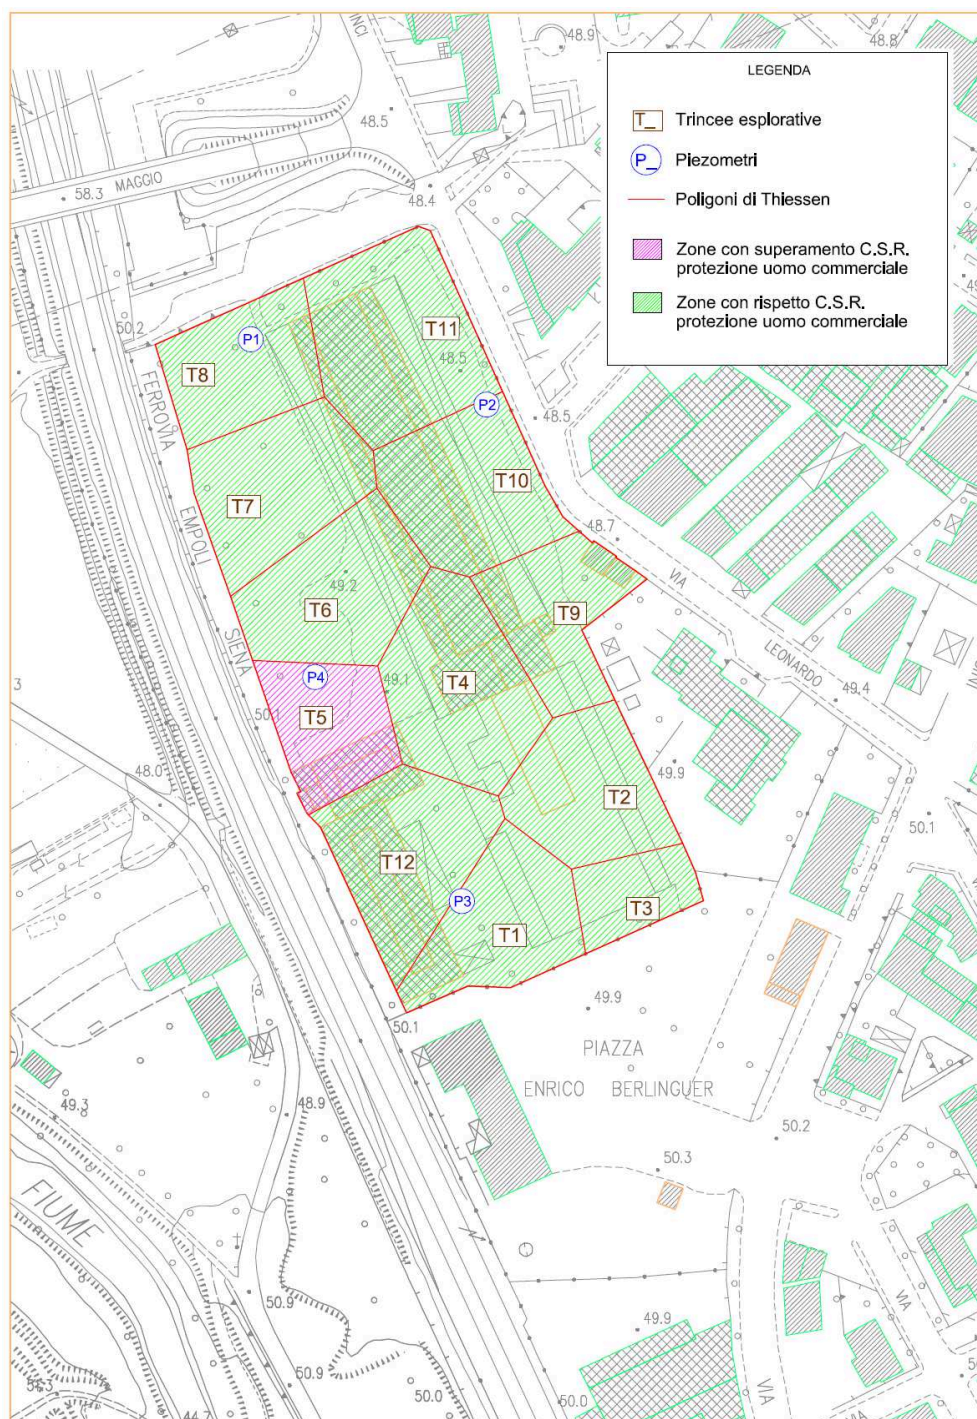 LEGENDA
T_ Trincee esplorative
P_ Piezometri
Poligoni di Thiessen
Zone con superamento C.S.R.
protezione uomo commerciale
Zone con rispetto C.S.R.
protezione uomo commerciale
VINCI
48.9
48.8
48.5
MAGGIO
58.3
48.4
50.2
P1
T11
T8
48.5
P2
48.5
FERROVIA
T7
T10
EMPOLI
48.7
49.2
T6
T9
VIA
SIENA
LEONARDO
P4
49.1
T4
49.4
T5
50.1
49.9
48.0
T2
50.1
T12
P3
T3
T1
49.9
50.1
PIAZZA
ENRICO BERLINGUER
49.3
48.9
50.2
50.3
FIUME
50.9
49.9
VIA
VIA
50.9
50.0
50.0
44.7